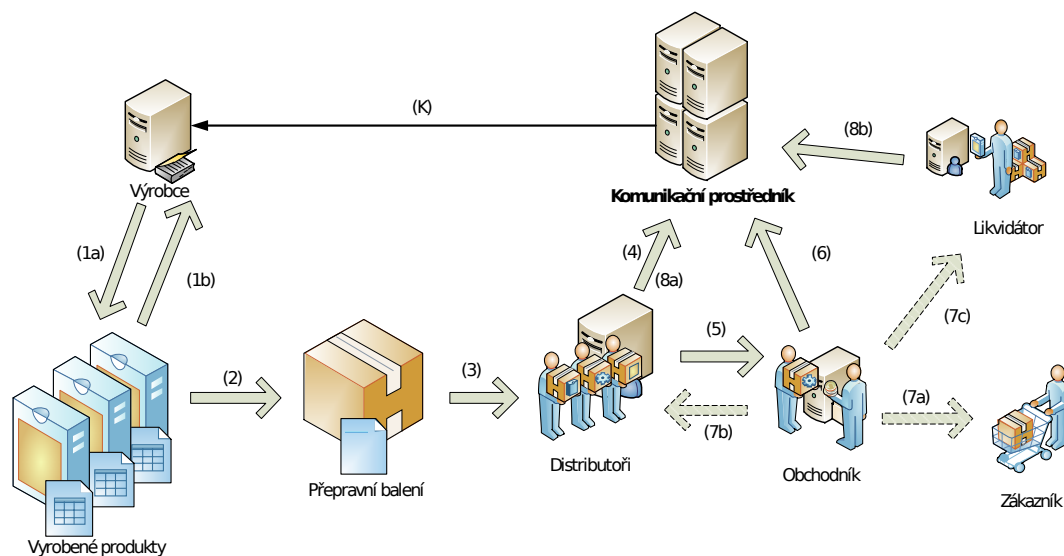 (K)
(8b)
Výrobce
Komunikační prostředník
Likvidátor
(1a)
(1b)
(4)
(8a)
(6)
(7c)
(2)
(3)
(5)
(7b)
(7a)
Distributoři
Obchodník
Přepravní balení
Zákazník
Vyrobené produkty